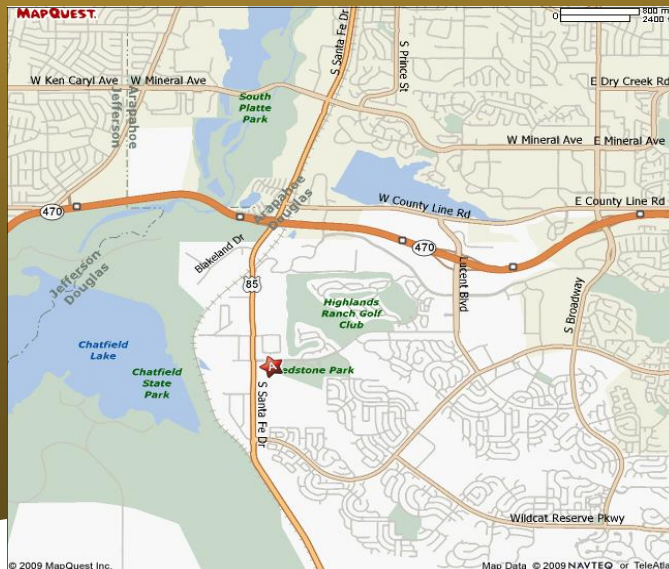 MAPQUEST.
800 m
0
2400
S Santa Fe Dr
S Prince St
W Ken Caryl Ave
W Mineral Ave
E Dry Creek Rd
South
Platte
Park
Jefferson
Arapahoe
W Mineral Ave
E Mineral Ave
W County Line Rd
E County Line Rd
470
Arapahoe
Douglas
Blakeland Dr
470
Jefferson
Douglas
85
Lucent Blvd
S Broadway
Highlands
Ranch Golf
Club
Chatfield
Lake
Chatfield
State
Park
A
edstone Park
S Santa Fe Dr
Wildcat Reserve Pkwy
© 2009 MapQuest Inc.
Map Data © 2009 NAVTEQ or TeleAtla